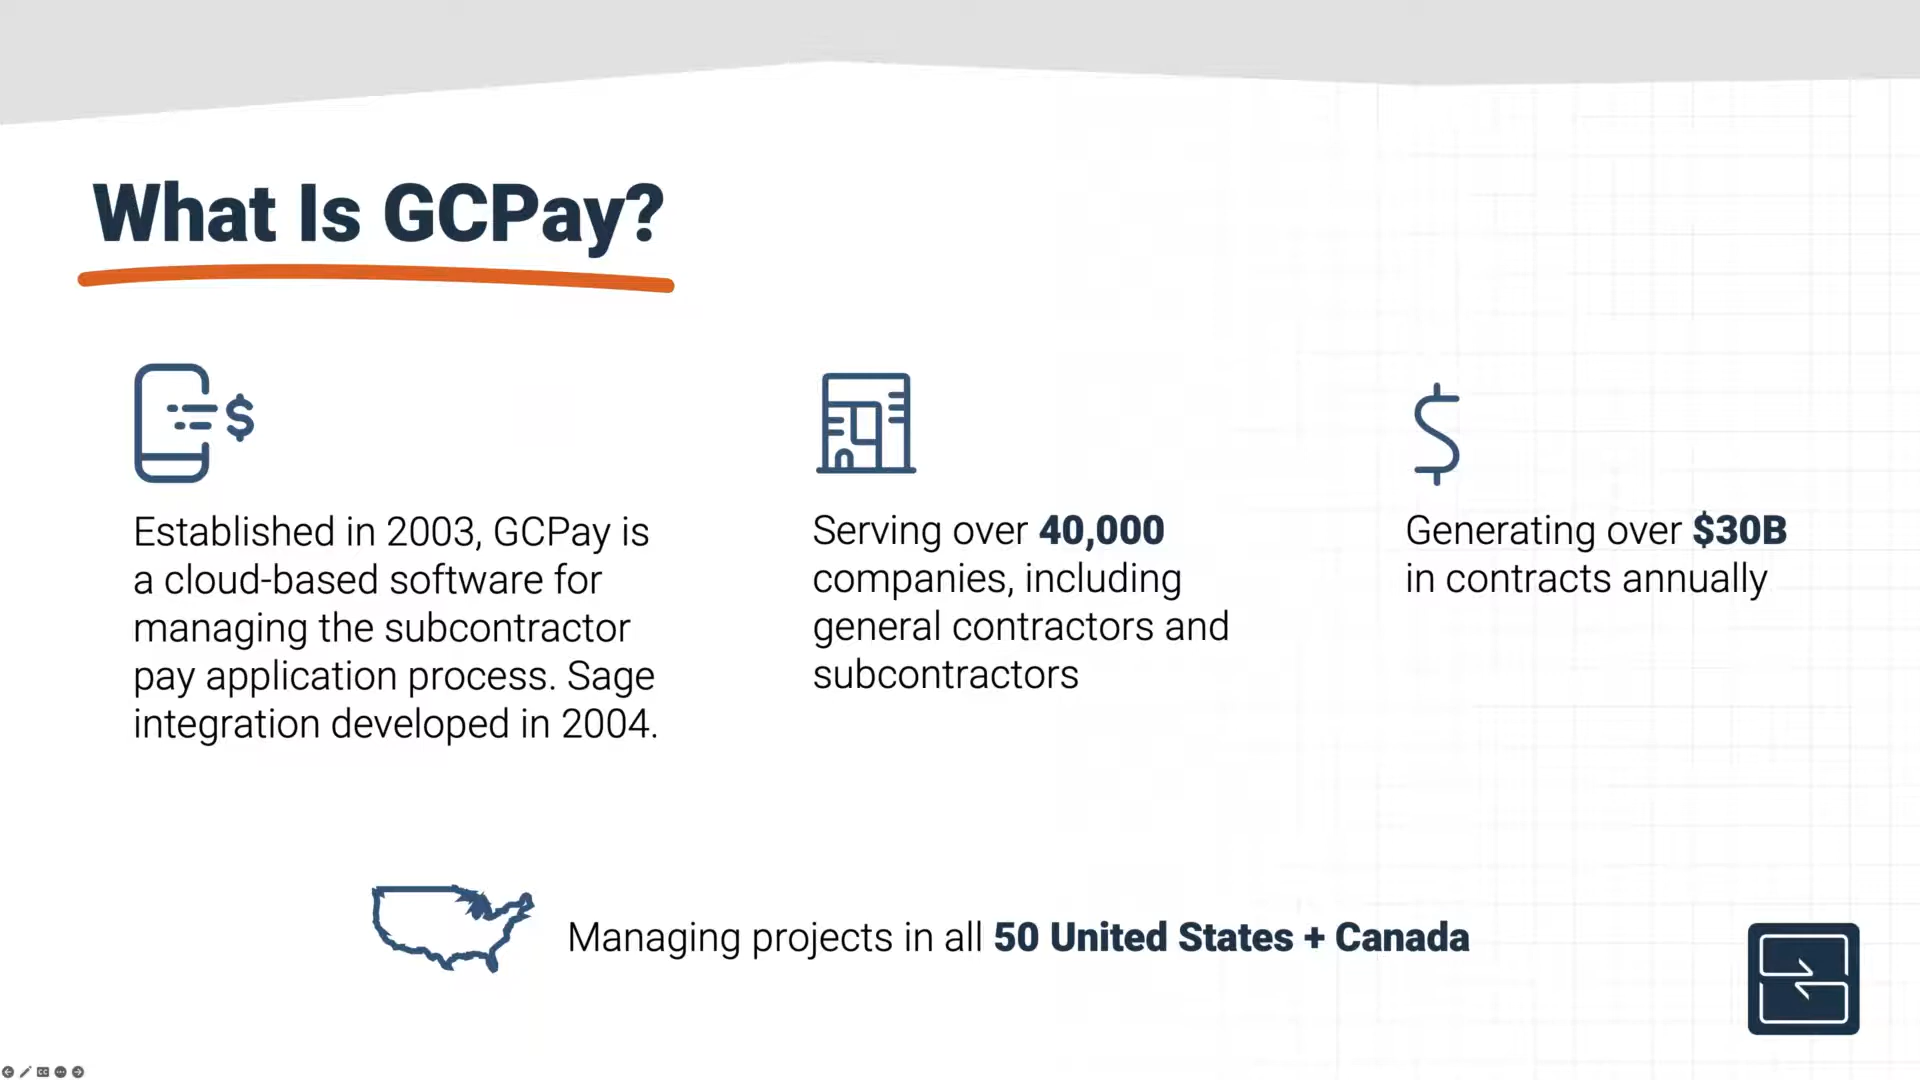 What Is GCPay?
Established in 2003, GCPay is
a cloud-based software for
managing the subcontractor
pay application process. Sage
integration developed in 2004.
Serving over 40,000
companies, including
general contractors and
subcontractors
Generating over $30B
in contracts annually
Managing projects in all 50 United States + Canada